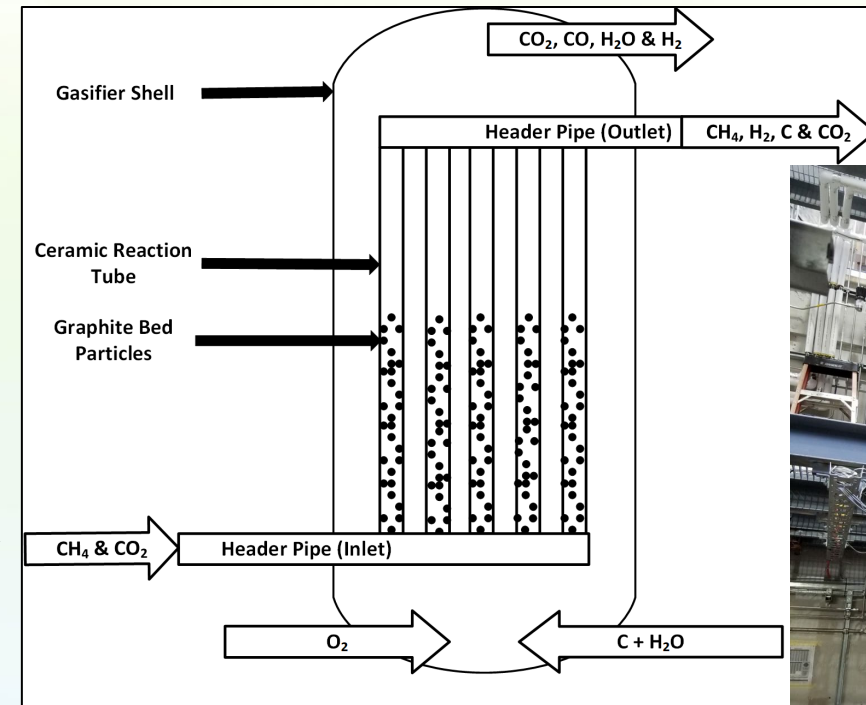 CO₂, CO, H₂O & H₂
Gasifier Shell
Header Pipe (Outlet)
CH₄, H₂, C & CO₂
Ceramic Reaction
Tube
Graphite Bed
Particles
CH₄ & CO₂
Header Pipe (Inlet)
O₂
C + H₂O